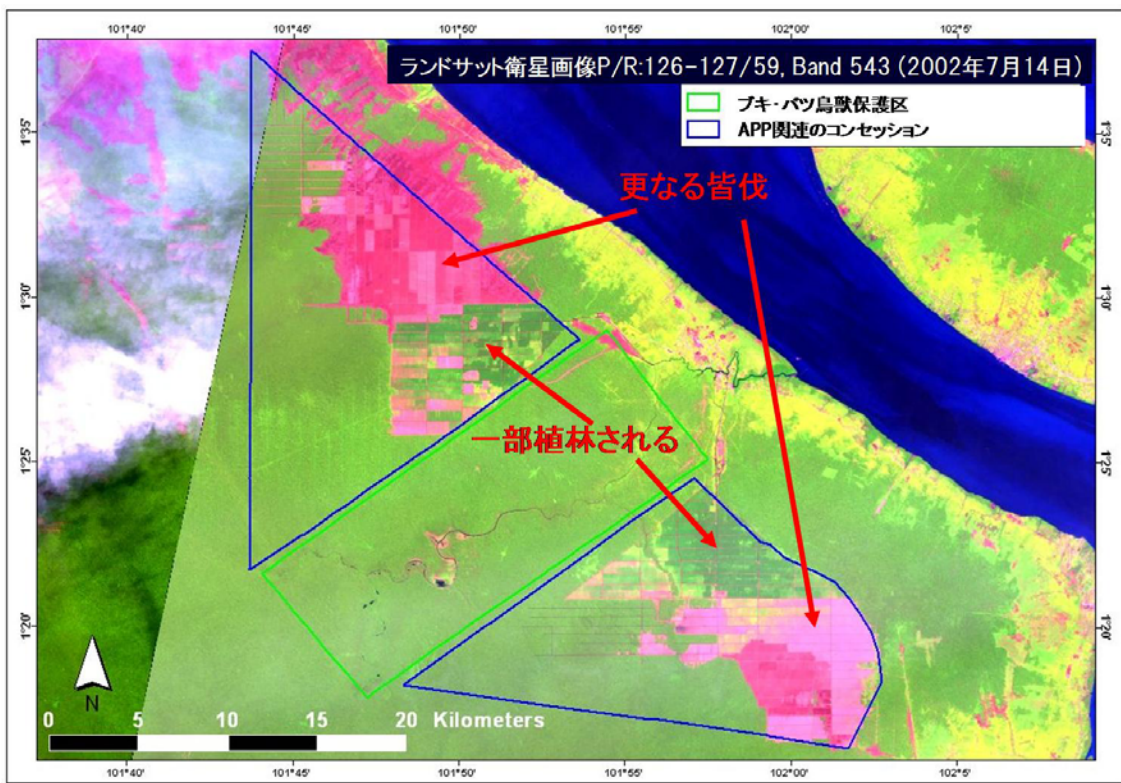 101°40' 101°45' 101°50' 101°55' 102°00' 102°5'
ランドサット衛星画像P/R:126-127/59, Band 543 (2002年7月14日)
ブキ・バツ鳥獣保護区
APP関連のコンセッション
1°35' 1°35'
更なる皆伐
1°30' 1°30'
一部植林される
1°25' 1°25'
1°20' 1°20'
N
0 5 10 15 20 Kilometers
101°40' 101°45' 101°50' 101°55' 102°00' 102°5'